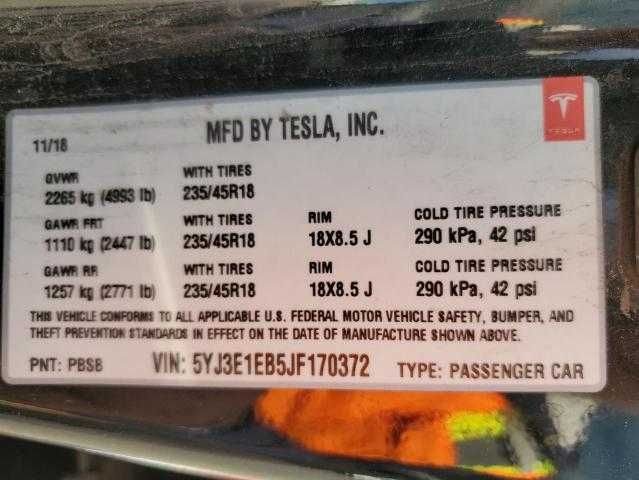 TESLA
11/18
MFD BY TESLA, INC.
GVWR WITH TIRES
2265 kg (4993 lb) 235/45R18
GAWR FRT WITH TIRES RIM COLD TIRE PRESSURE
1110 kg (2447 lb) 235/45R18 18X8.5 J 290 kPa, 42 psi
GAWR RR WITH TIRES RIM COLD TIRE PRESSURE
1257 kg (2771 lb) 235/45R18 18X8.5 J 290 kPa, 42 psi
THIS VEHICLE CONFORMS TO ALL APPLICABLE U.S. FEDERAL MOTOR VEHICLE SAFETY, BUMPER, AND
THEFT PREVENTION STANDARDS IN EFFECT ON THE DATE OF MANUFACTURE SHOWN ABOVE.
PNT: PBSB VIN: 5YJ3E1EB5JF170372 TYPE: PASSENGER CAR